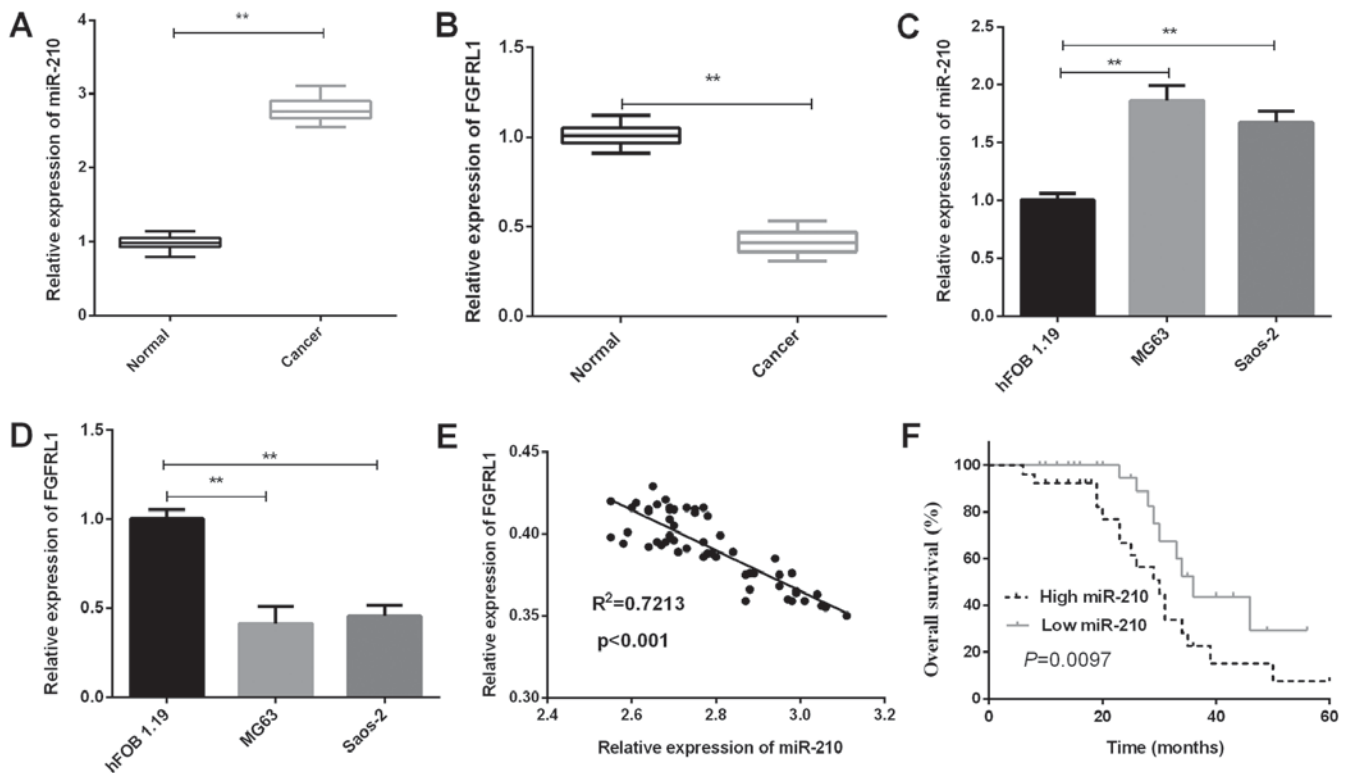 A
Relative expression of miR-210
4
3
2
1
0
**
Normal
Cancer
B
Relative expression of FGFRL1
1.5
1.0
0.5
0.0
**
Normal
Cancer
C
Relative expression of miR-210
2.5
2.0
1.5
1.0
0.5
0.0
**
**
hFOB 1.19
MG63
Saos-2
D
Relative expression of FGFRL1
1.5
1.0
0.5
0.0
**
**
hFOB 1.19
MG63
Saos-2
E
Relative expression of FGFRL1
0.45
0.40
0.35
0.30
R²=0.7213
p<0.001
2.4
2.6
2.8
3.0
3.2
Relative expression of miR-210
F
Overall survival (%)
100
80
60
40
20
0
High miR-210
Low miR-210
P=0.0097
0
20
40
60
Time (months)